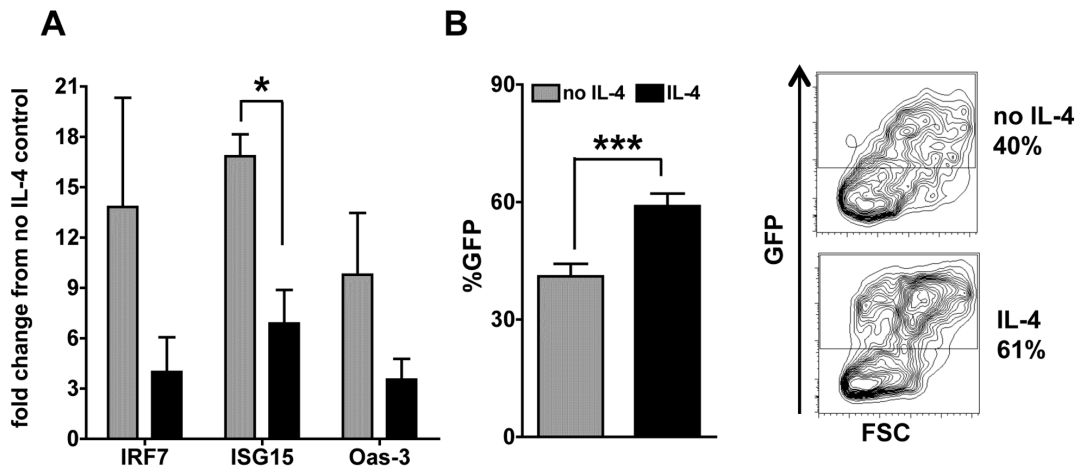 A
fold change from no IL-4 control
21
18
15
12
9
6
3
0
*
IRF7 ISG15 Oas-3
B
%GFP
90
60
30
0
no IL-4 IL-4
***
GFP
no IL-4
40%
IL-4
61%
FSC